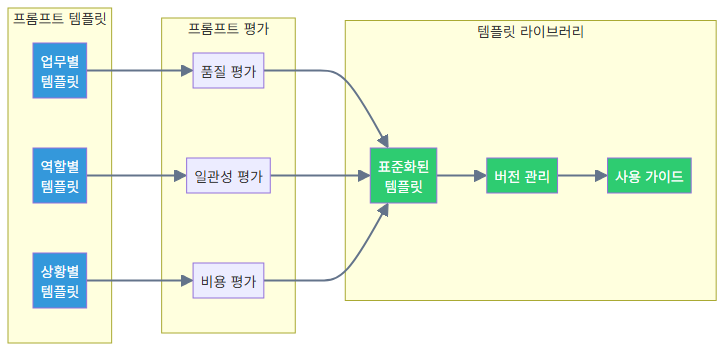 프롬프트 템플릿
업무별
템플릿
역할별
템플릿
상황별
템플릿
프롬프트 평가
품질 평가
일관성 평가
비용 평가
템플릿 라이브러리
표준화된
템플릿
버전 관리
사용 가이드